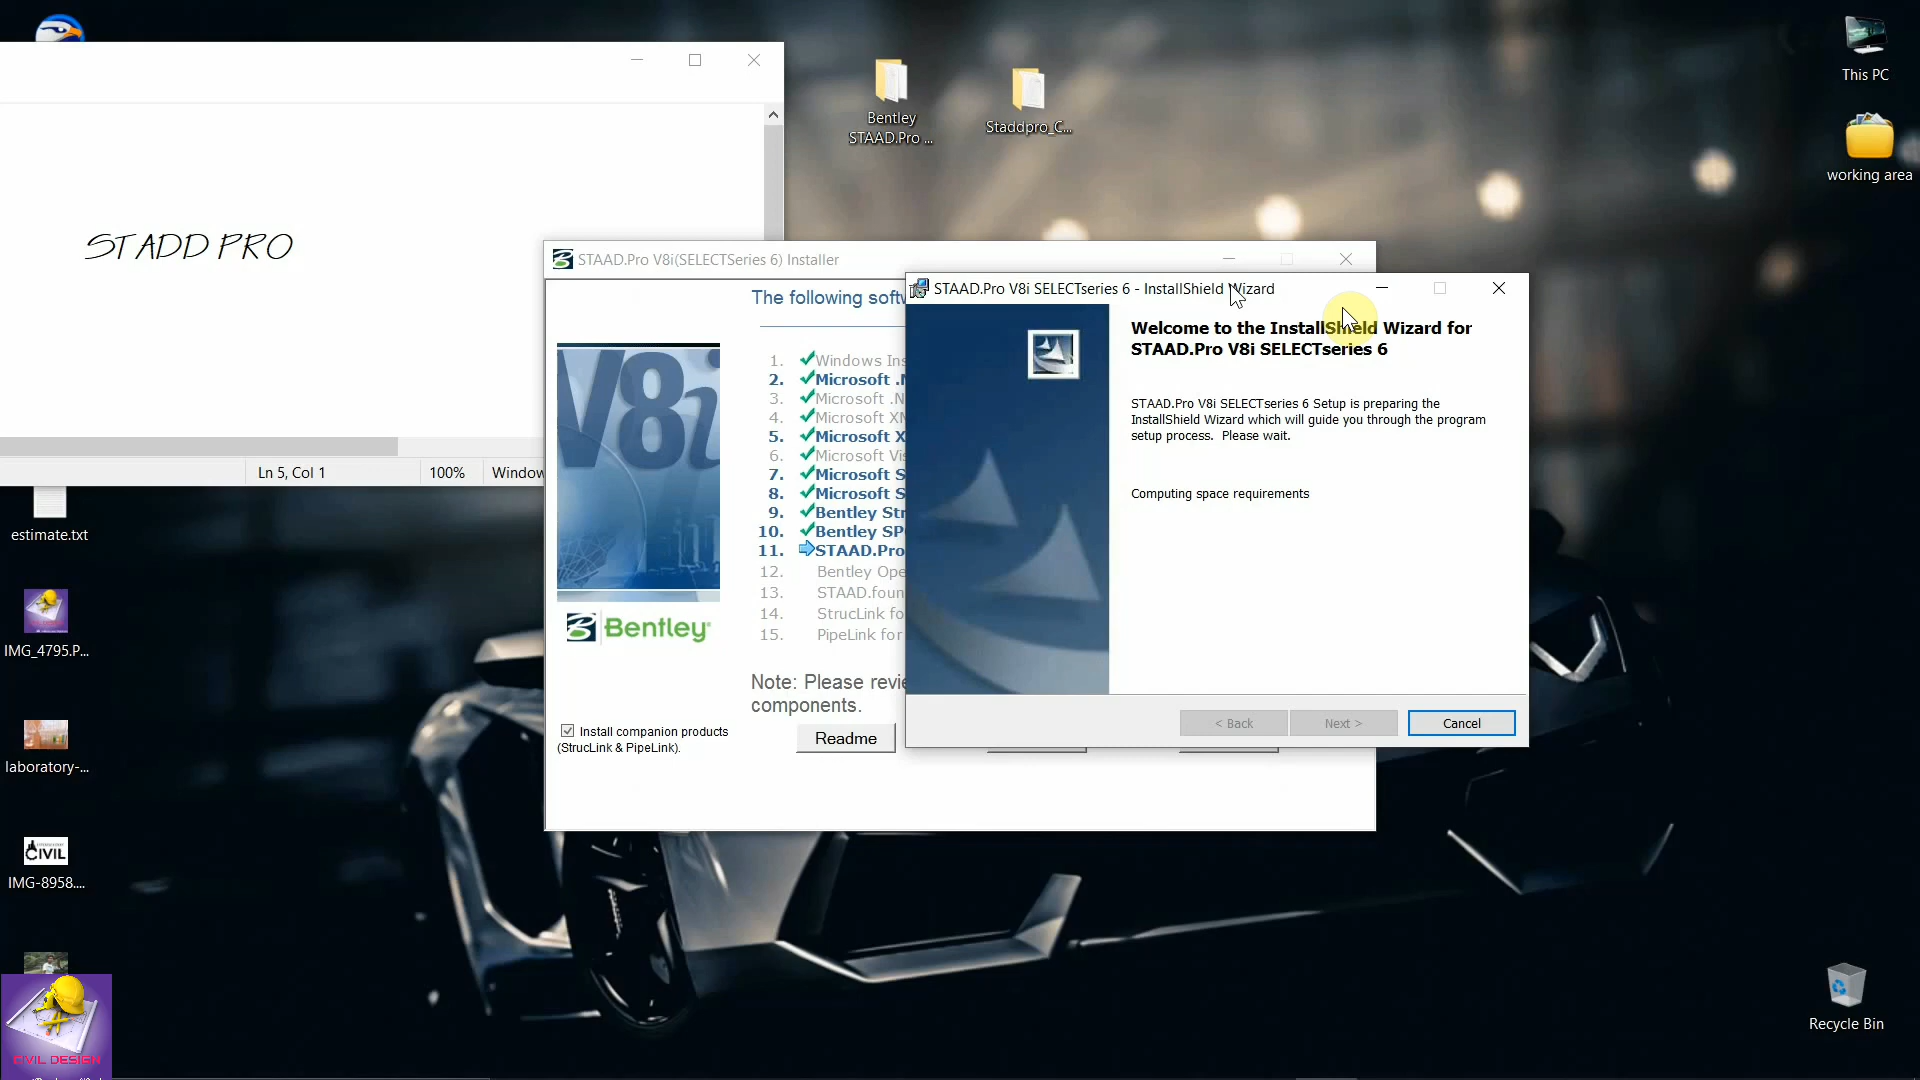 This PC
Bentley
STAAD.Pro ...
Staddpro_C...
working area
STADD PRO
Ln 5, Col 1
100%
Window
estimate.txt
IMG_4795.P...
laboratory-...
CIVIL
IMG-8958....
CIVIL DESIGN
Recycle Bin
STAAD.Pro V8i(SELECTSeries 6) Installer
The following softw
V8i
Bentley
1. Windows Ins
2. Microsoft .N
3. Microsoft .N
4. Microsoft XM
5. Microsoft X
6. Microsoft Vis
7. Microsoft S
8. Microsoft S
9. Bentley Str
10. Bentley SP
11. STAAD.Pro
12. Bentley Ope
13. STAAD.foun
14. StrucLink fo
15. PipeLink for
Note: Please revie
components.
Install companion products
(StrucLink & PipeLink).
Readme
STAAD.Pro V8i SELECTseries 6 - InstallShield Wizard
Welcome to the InstallShield Wizard for
STAAD.Pro V8i SELECTseries 6
STAAD.Pro V8i SELECTseries 6 Setup is preparing the
InstallShield Wizard which will guide you through the program
setup process. Please wait.
Computing space requirements
< Back
Next >
Cancel